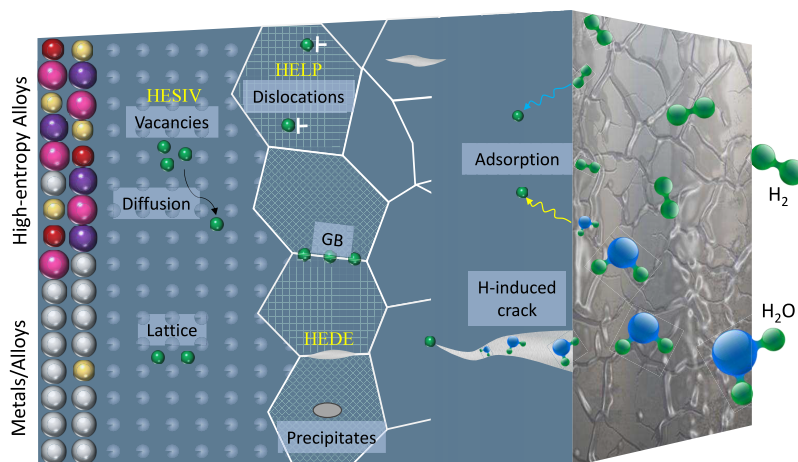 High-entropy Alloys
Metals/Alloys
HESIV
Vacancies
Diffusion
Lattice
HELP
Dislocations
GB
HEDE
Precipitates
Adsorption
H-induced
crack
H₂
H₂O